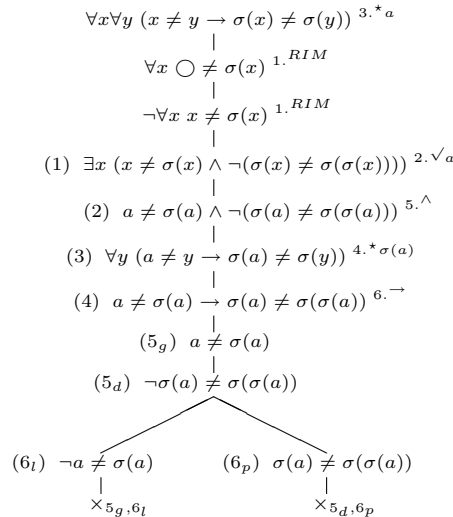 ∀x∀y (x ≠ y → σ(x) ≠ σ(y)) 3.⋆a
∀x ◯ ≠ σ(x) 1.RIM
¬∀x x ≠ σ(x) 1.RIM
(1) ∃x (x ≠ σ(x) ∧ ¬(σ(x) ≠ σ(σ(x)))) 2.√a
(2) a ≠ σ(a) ∧ ¬(σ(a) ≠ σ(σ(a))) 5.∧
(3) ∀y (a ≠ y → σ(a) ≠ σ(y)) 4.⋆σ(a)
(4) a ≠ σ(a) → σ(a) ≠ σ(σ(a)) 6.→
(5g) a ≠ σ(a)
(5d) ¬σ(a) ≠ σ(σ(a))
(6l) ¬a ≠ σ(a) (6p) σ(a) ≠ σ(σ(a))
×5g,6l ×5d,6p